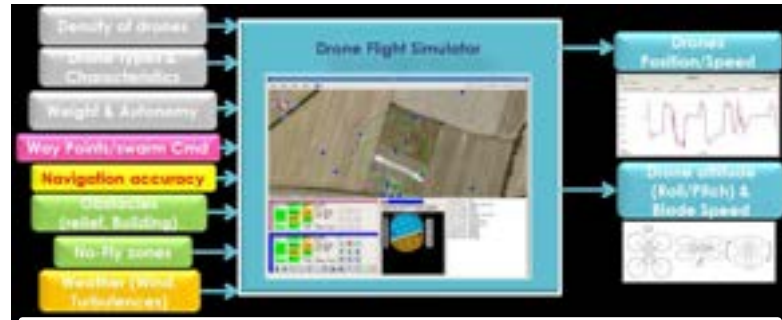 Density of drones
Drone Types &
Characteristics
Weight & Autonomy
Way Points/swarm Cmd
Navigation accuracy
Obstacles
(relief, Building)
No-Fly zones
Weather (Wind
Turbulences)
Drone Flight Simulator
Drones
Position/Speed
Drone attitude
(Roll/Pitch) &
Blade Speed